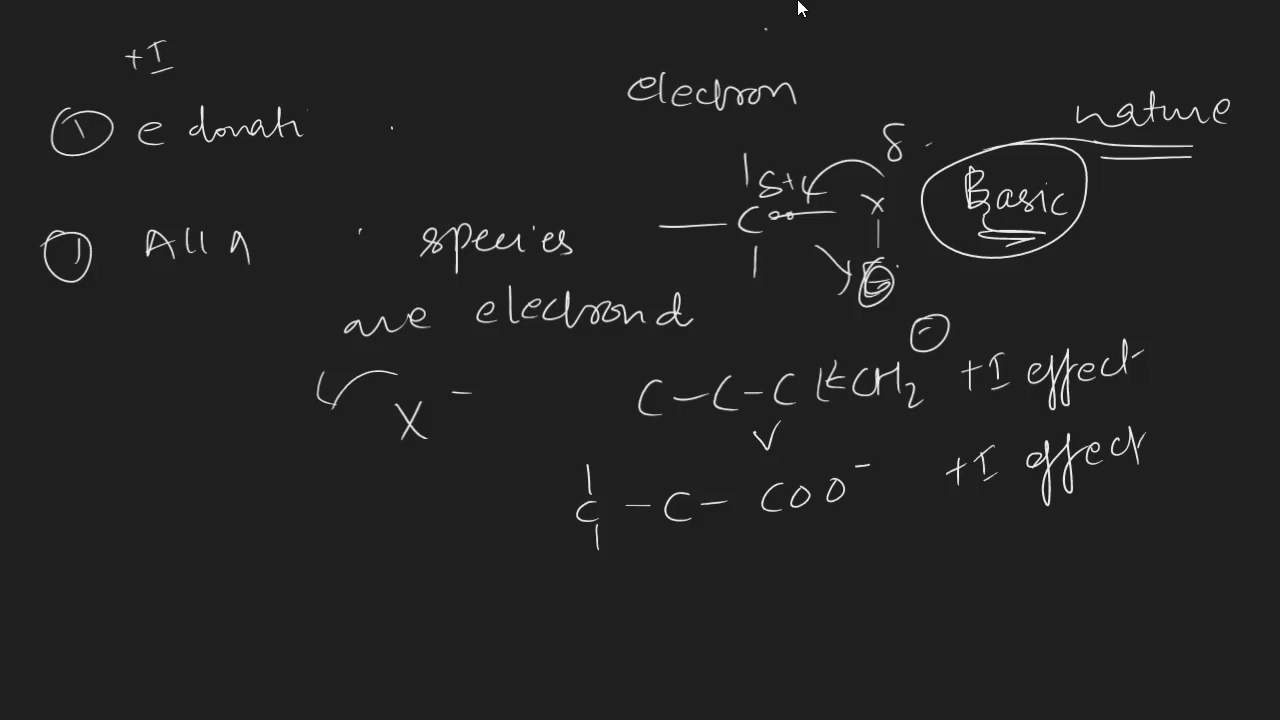 +I
electron
① e donati
nature
Basic
δ
δ+
C
x
① All
species
are electrond
C-C-C CH₂ ⊖ +I effect
X -
C-C-COO⁻ +I effect